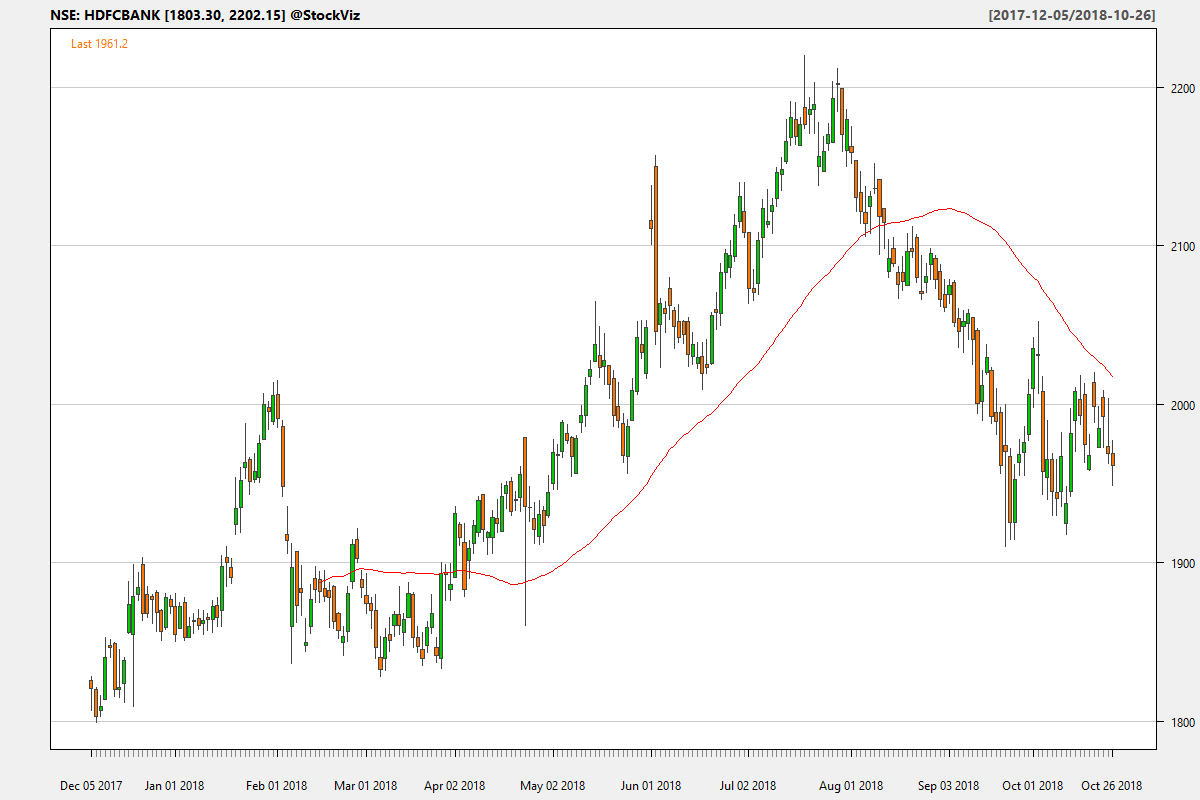 NSE: HDFCBANK [1803.30, 2202.15] @StockViz
[2017-12-05/2018-10-26]
Last 1961.2
2200
2100
2000
1900
1800
Dec 05 2017 Jan 01 2018 Feb 01 2018 Mar 01 2018 Apr 02 2018 May 02 2018 Jun 01 2018 Jul 02 2018 Aug 01 2018 Sep 03 2018 Oct 01 2018 Oct 26 2018